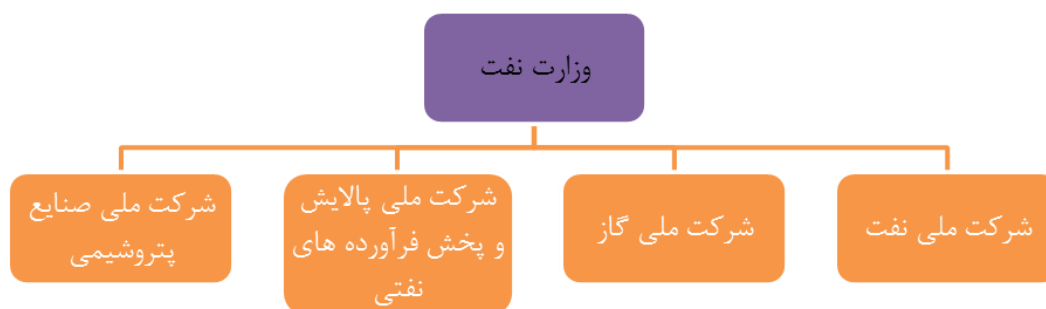 وزارت نفت
شرکت ملی نفت
شرکت ملی گاز
شرکت ملی پالایش
و پخش فرآورده های
نفتی
شرکت ملی صنایع
پتروشیمی